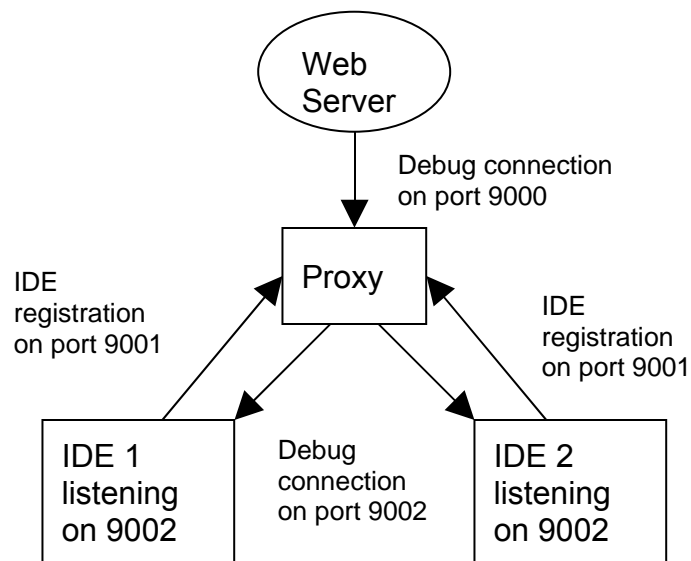 Web
Server
Debug connection
on port 9000
Proxy
IDE
registration
on port 9001
IDE
registration
on port 9001
IDE 1
listening
on 9002
Debug
connection
on port 9002
IDE 2
listening
on 9002